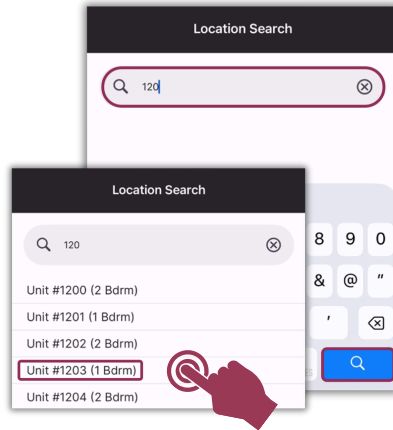 Location Search
120
Location Search
120
Unit #1200 (2 Bdrm)
Unit #1201 (1 Bdrm)
Unit #1202 (2 Bdrm)
Unit #1203 (1 Bdrm)
Unit #1204 (2 Bdrm)
8 9 0
& @ "
'